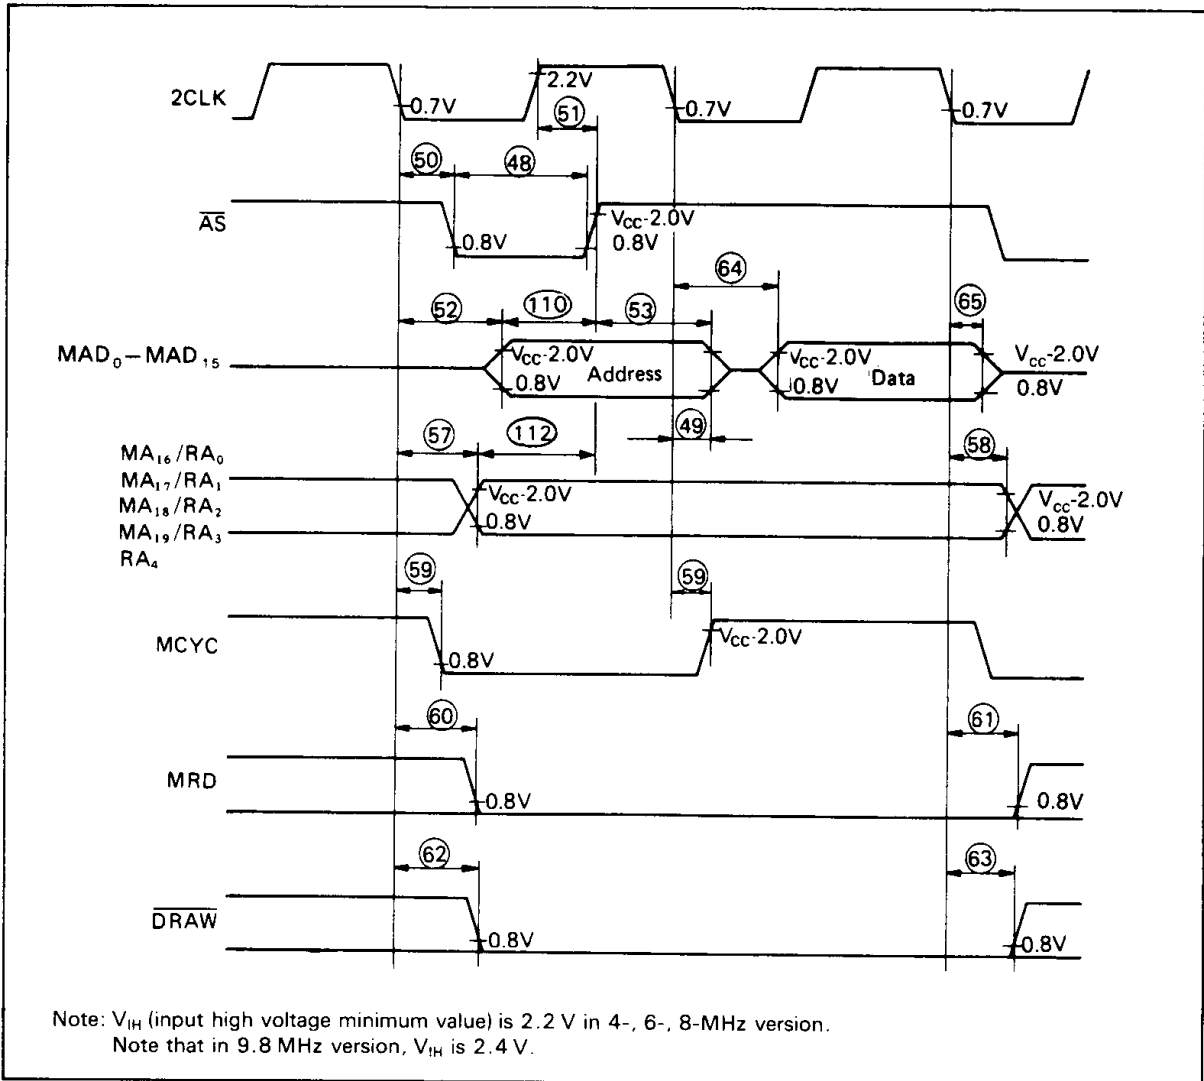 2CLK
2.2V
0.7V
0.7V
0.7V
51
50
48
AS
VCC-2.0V
0.8V
0.8V
64
52
110
53
65
MAD0–MAD15
VCC-2.0V
VCC-2.0V
VCC-2.0V
Address
Data
0.8V
0.8V
0.8V
57
112
49
58
MA16/RA0
MA17/RA1
MA18/RA2
MA19/RA3
RA4
VCC-2.0V
VCC-2.0V
0.8V
0.8V
59
59
MCYC
VCC-2.0V
0.8V
60
61
MRD
0.8V
0.8V
62
63
DRAW
0.8V
0.8V
Note: VIH (input high voltage minimum value) is 2.2 V in 4-, 6-, 8-MHz version.
Note that in 9.8 MHz version, VIH is 2.4 V.